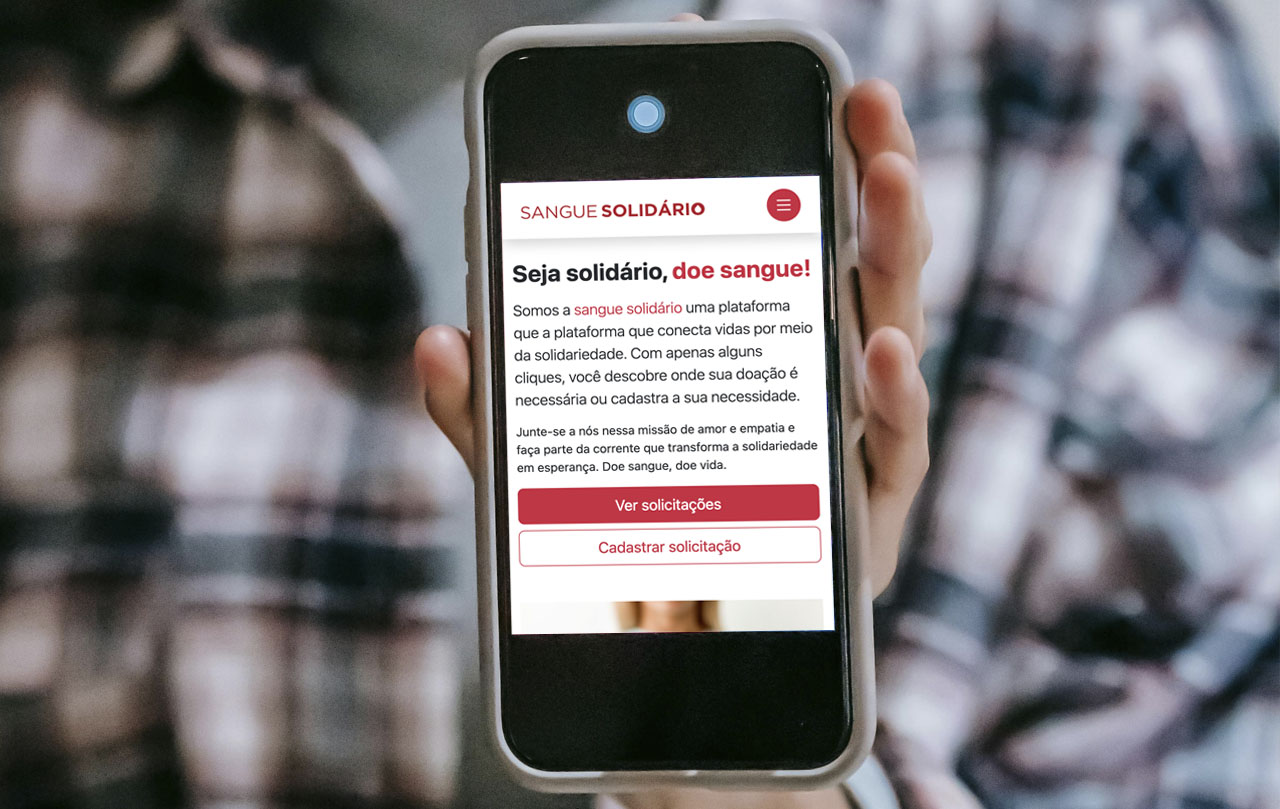 SANGUE SOLIDÁRIO
Seja solidário, doe sangue!
Somos a sangue solidário uma plataforma
que a plataforma que conecta vidas por meio
da solidariedade. Com apenas alguns
cliques, você descobre onde sua doação é
necessária ou cadastra a sua necessidade.
Junte-se a nós nessa missão de amor e empatia e
faça parte da corrente que transforma a solidariedade
em esperança. Doe sangue, doe vida.
Ver solicitações
Cadastrar solicitação